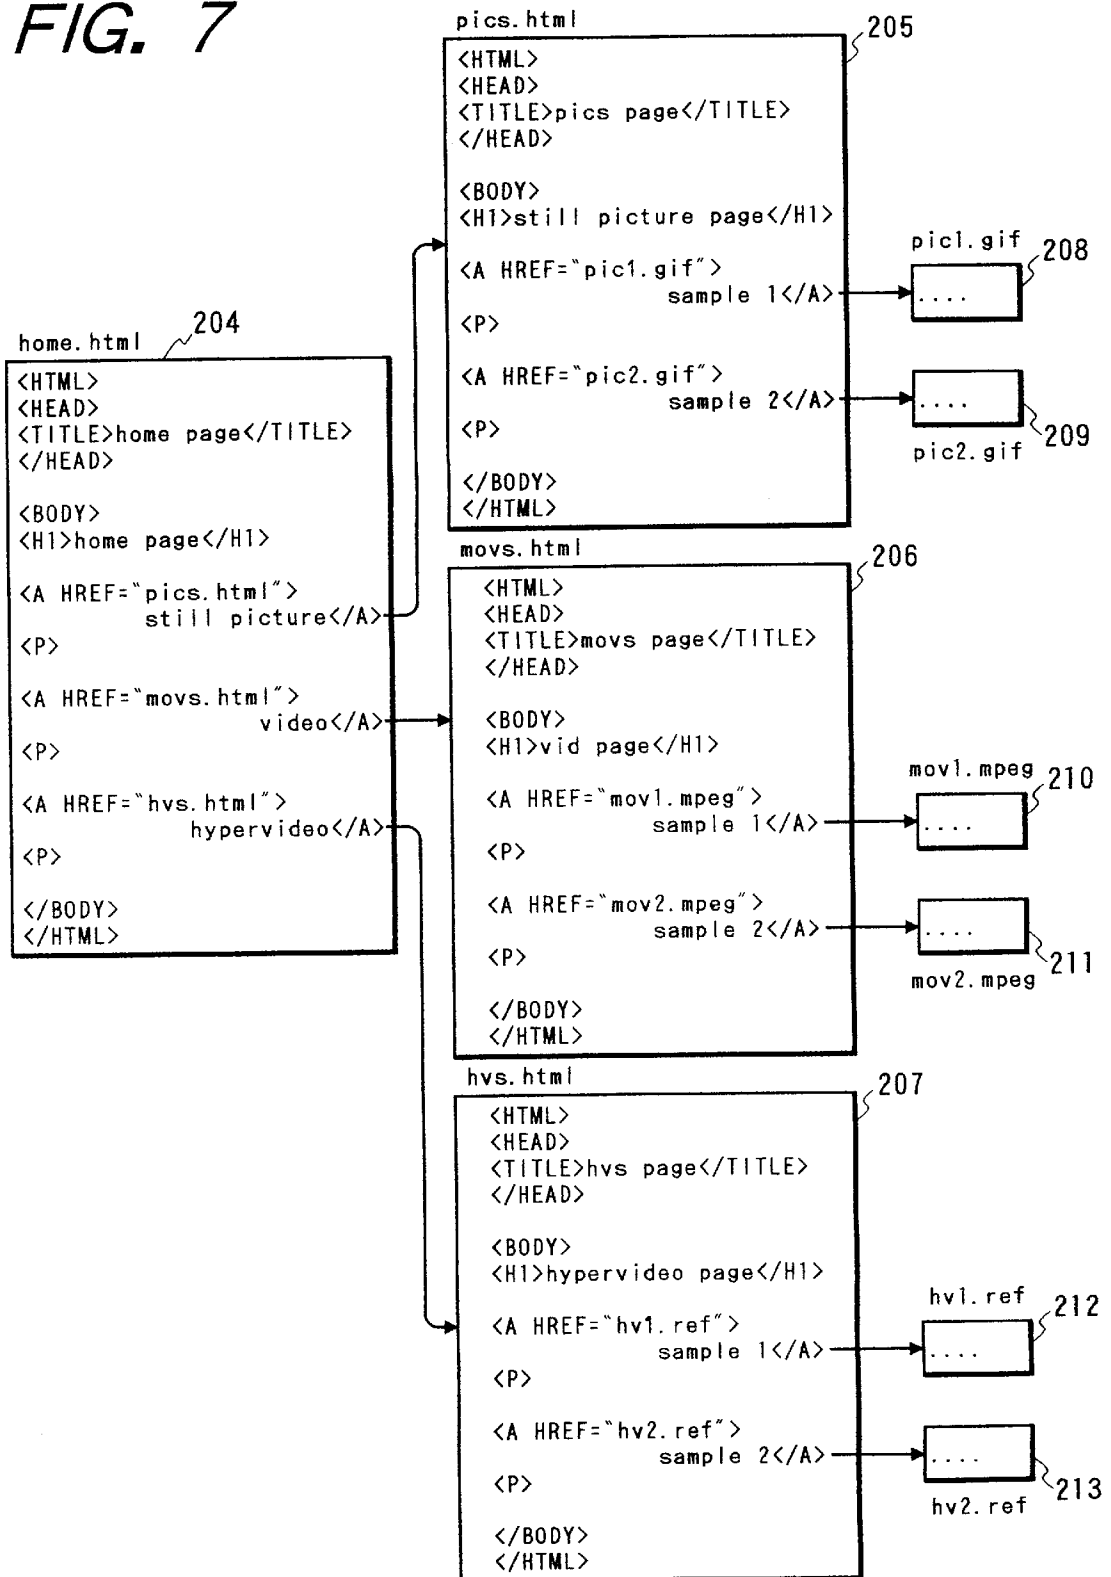 FIG. 7
home.html
204
<HTML>
<HEAD>
<TITLE>home page</TITLE>
</HEAD>
<BODY>
<H1>home page</H1>
<A HREF="pics.html">
still picture</A>
<P>
<A HREF="movs.html">
video</A>
<P>
<A HREF="hvs.html">
hypervideo</A>
<P>
</BODY>
</HTML>
pics.html
205
<HTML>
<HEAD>
<TITLE>pics page</TITLE>
</HEAD>
<BODY>
<H1>still picture page</H1>
<A HREF="pic1.gif">
sample 1</A>
<P>
<A HREF="pic2.gif">
sample 2</A>
<P>
</BODY>
</HTML>
pic1.gif
208
....
....
209
pic2.gif
movs.html
206
<HTML>
<HEAD>
<TITLE>movs page</TITLE>
</HEAD>
<BODY>
<H1>vid page</H1>
<A HREF="mov1.mpeg">
sample 1</A>
<P>
<A HREF="mov2.mpeg">
sample 2</A>
<P>
</BODY>
</HTML>
mov1.mpeg
210
....
....
211
mov2.mpeg
hvs.html
207
<HTML>
<HEAD>
<TITLE>hvs page</TITLE>
</HEAD>
<BODY>
<H1>hypervideo page</H1>
<A HREF="hv1.ref">
sample 1</A>
<P>
<A HREF="hv2.ref">
sample 2</A>
<P>
</BODY>
</HTML>
hv1.ref
212
....
....
213
hv2.ref